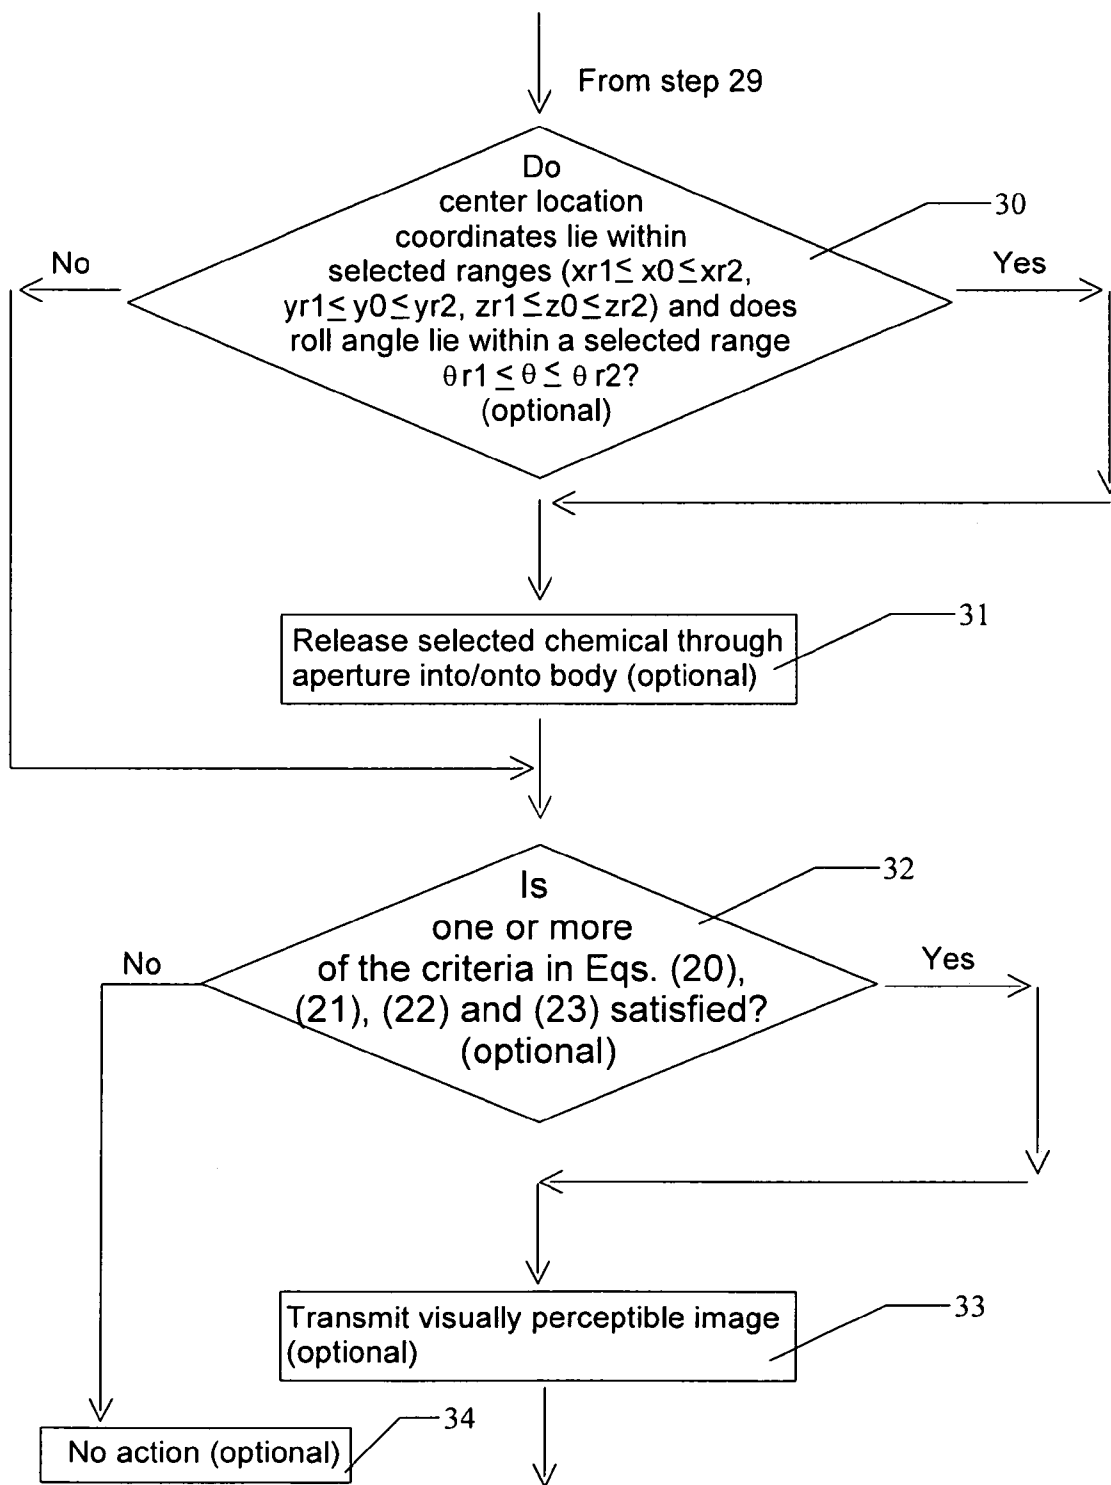 From step 29
Do
center location
30
coordinates lie within
No
selected ranges (xr1≤ x0≤xr2,
Yes
yr1≤y0≤yr2, zr1≤z0≤zr2) and does
roll angle lie within a selected range
θr1 ≤ θ ≤ θ r2?
(optional)
31
Release selected chemical through
aperture into/onto body (optional)
32
Is
one or more
No
of the criteria in Eqs. (20),
Yes
(21), (22) and (23) satisfied?
(optional)
33
Transmit visually perceptible image
(optional)
34
No action (optional)